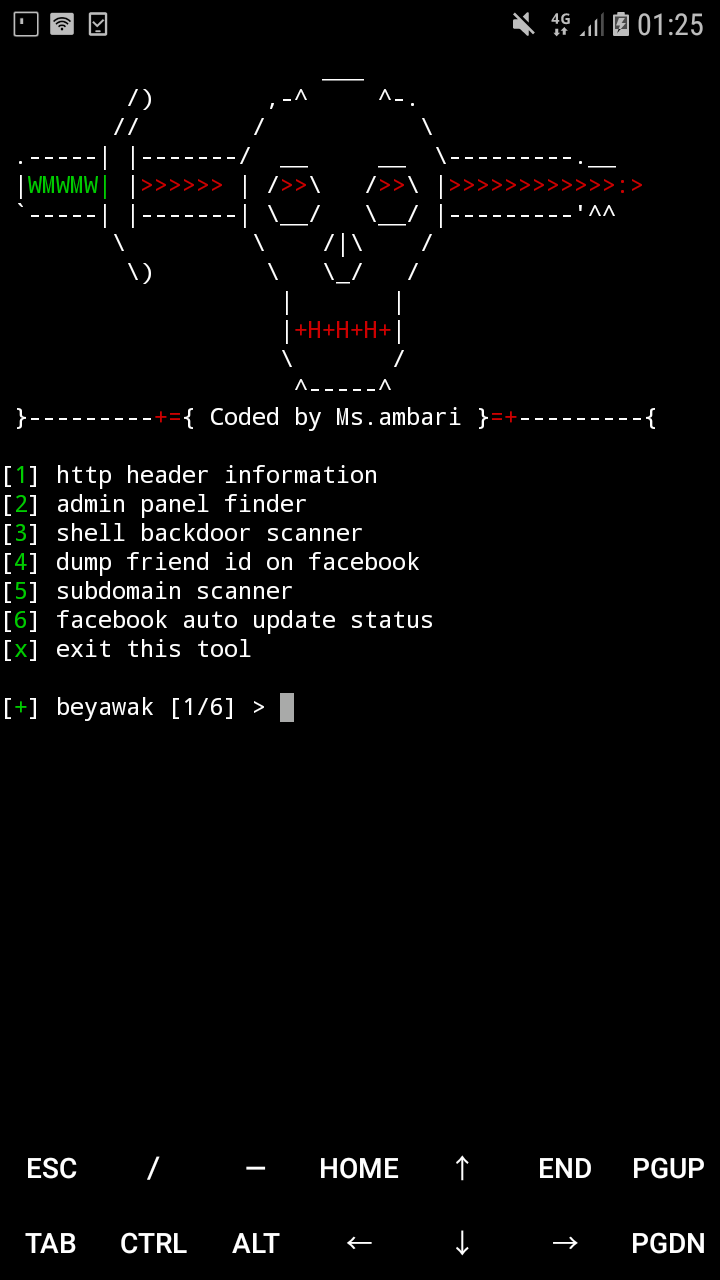 4G 01:25
              ___
         /)        ,-^     ^-.
        //        /           \
.-----| |-------/  __     __  \---------.__
|WMWMW| |>>>>>> | />>\   />>\ |>>>>>>>>>>>>:>
`-----| |-------| \__/   \__/ |---------'^^
        \         \    /|\    /
         \)        \   \_/   /
                    |       |
                    |+H+H+H+|
                    \       /
                     ^-----^
}---------+={ Coded by Ms.ambari }=+---------{
[1] http header information
[2] admin panel finder
[3] shell backdoor scanner
[4] dump friend id on facebook
[5] subdomain scanner
[6] facebook auto update status
[x] exit this tool
[+] beyawak [1/6] >
ESC / — HOME ↑ END PGUP
TAB CTRL ALT ← ↓ → PGDN